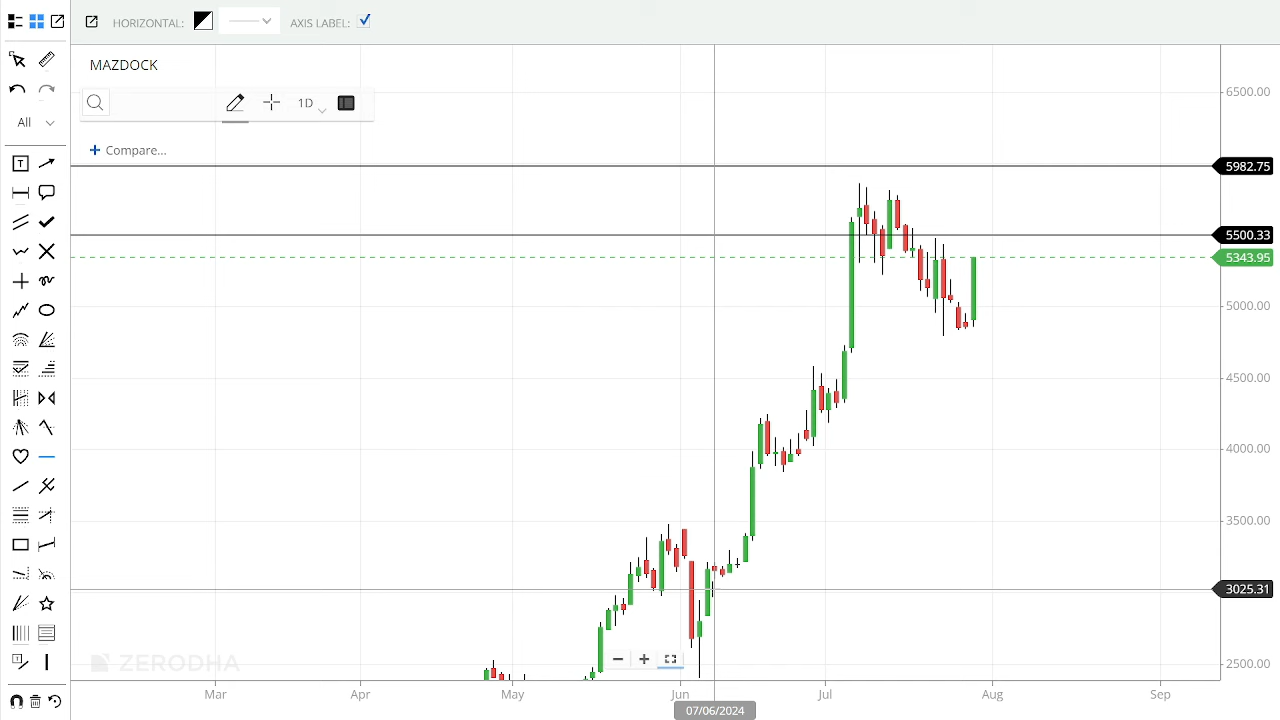 HORIZONTAL:
AXIS LABEL:
MAZDOCK
1D
All
+ Compare...
6500.00
5982.75
5500.33
5343.95
5000.00
4500.00
4000.00
3500.00
3025.31
2500.00
T
ZERODHA
Mar
Apr
May
Jun
Jul
Aug
Sep
07/06/2024